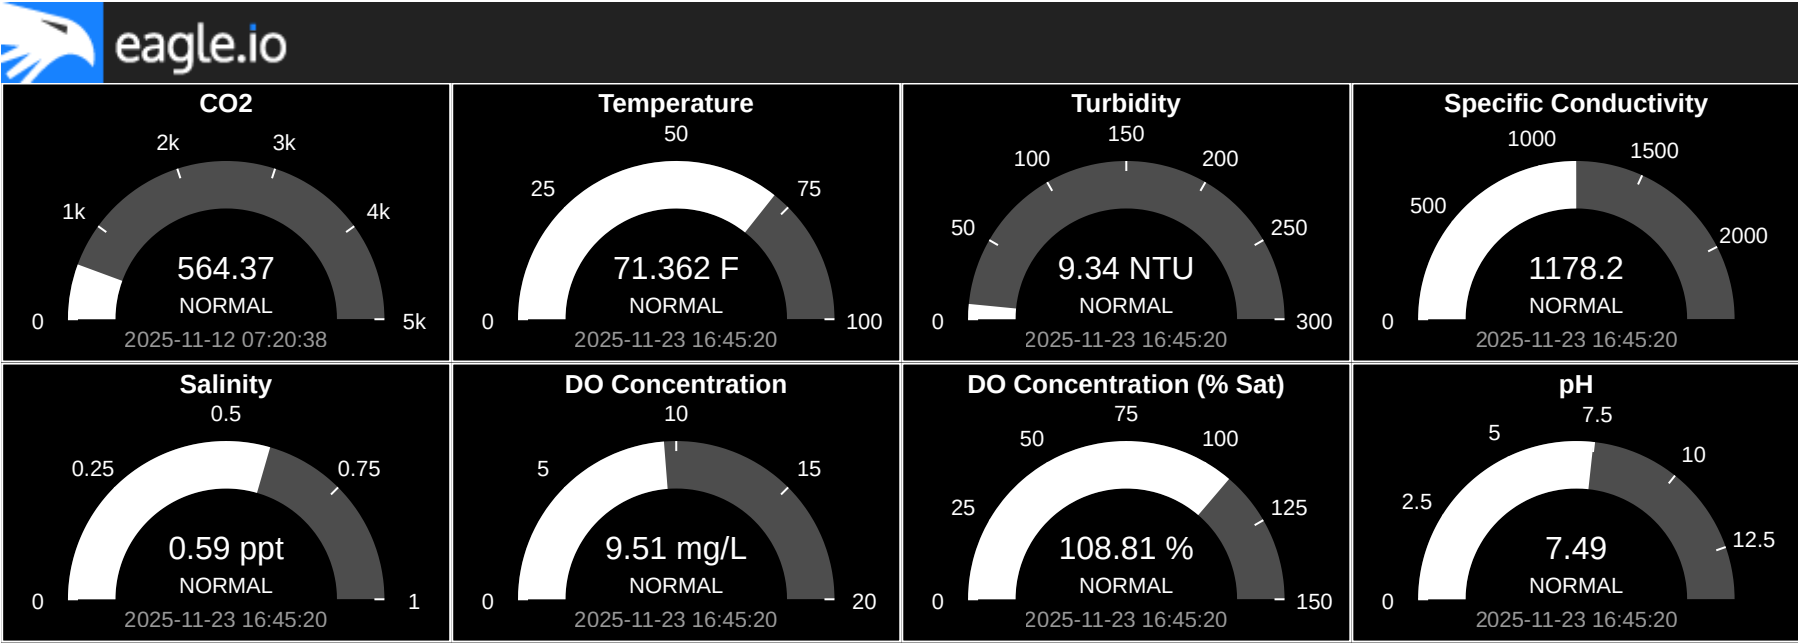 eagle.io
CO2
2k 3k
1k 4k
564.37
NORMAL
0 5k
2025-11-12 07:20:38
Temperature
50
25 75
71.362 F
NORMAL
0 100
2025-11-23 16:45:20
Turbidity
150
100 200
50 250
9.34 NTU
NORMAL
0 300
2025-11-23 16:45:20
Specific Conductivity
1000 1500
500 2000
1178.2
NORMAL
0
2025-11-23 16:45:20
Salinity
0.5
0.25 0.75
0.59 ppt
NORMAL
0 1
2025-11-23 16:45:20
DO Concentration
10
5 15
9.51 mg/L
NORMAL
0 20
2025-11-23 16:45:20
DO Concentration (% Sat)
75
50 100
25 125
108.81 %
NORMAL
0 150
2025-11-23 16:45:20
pH
7.5
5 10
2.5 12.5
7.49
NORMAL
0
2025-11-23 16:45:20